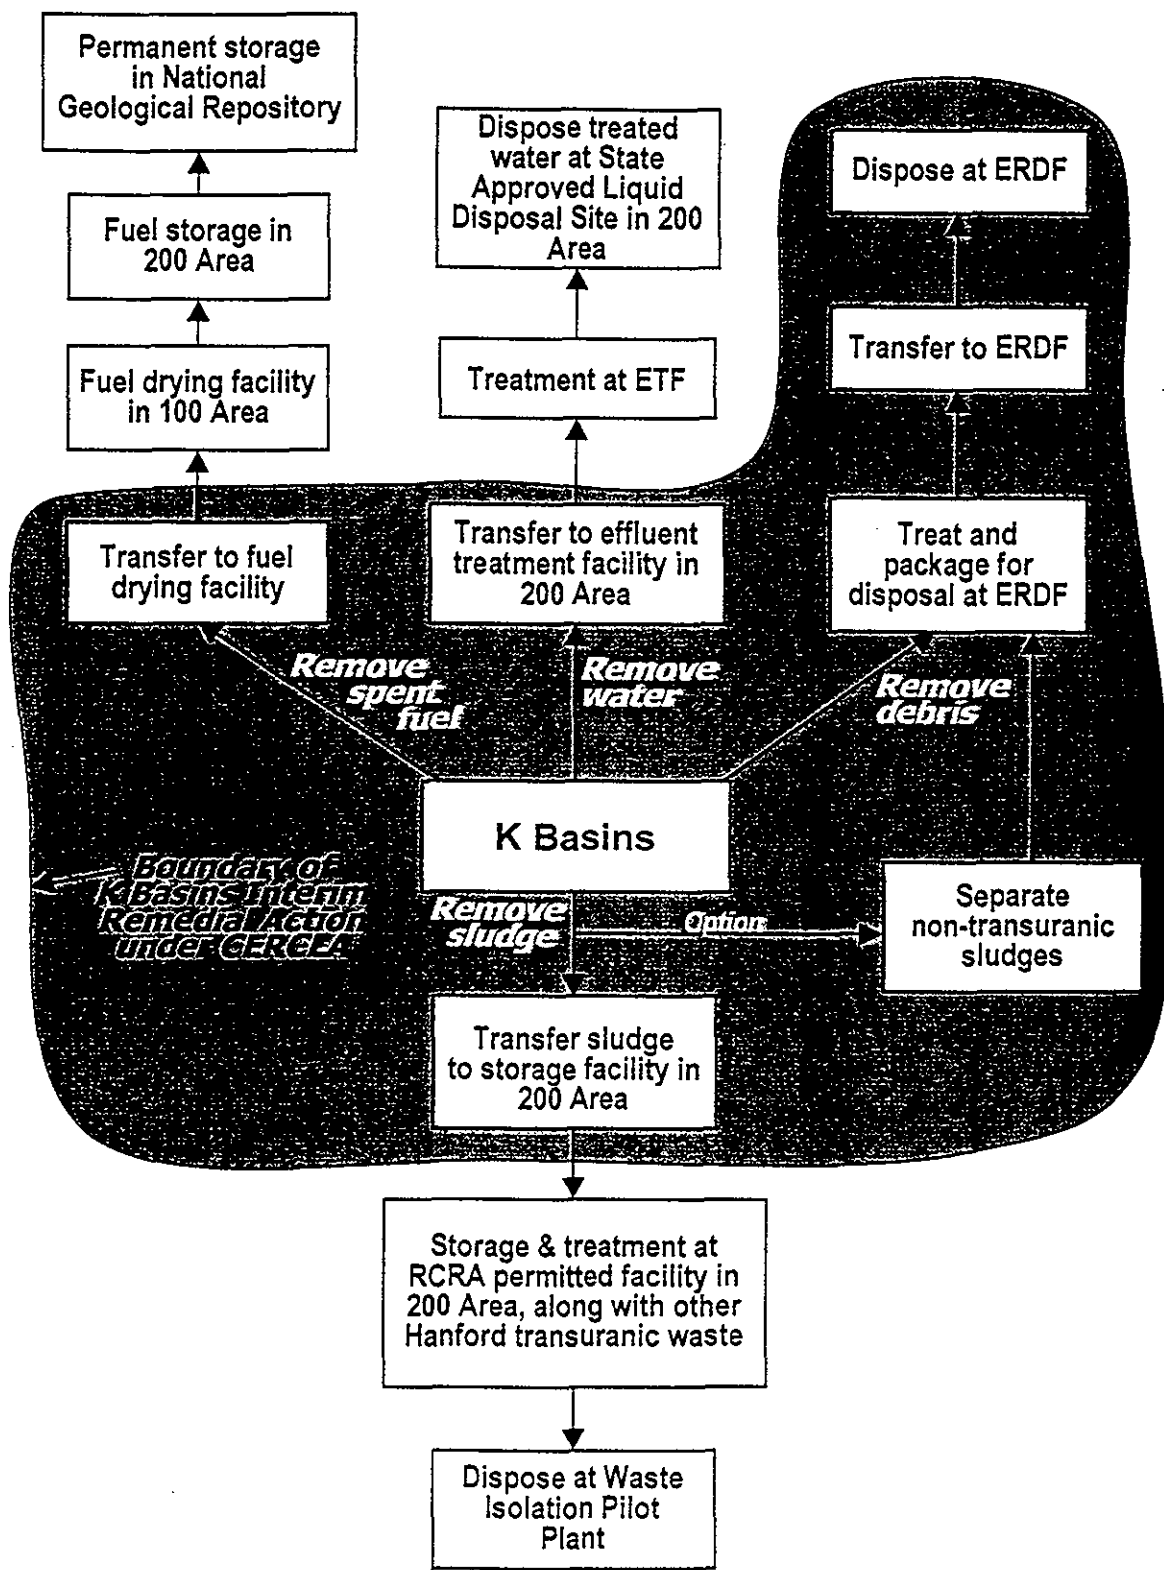 Permanent storage
in National
Geological Repository
Fuel storage in
200 Area
Fuel drying facility
in 100 Area
Transfer to fuel
drying facility
Dispose treated
water at State
Approved Liquid
Disposal Site in 200
Area
Treatment at ETF
Transfer to effluent
treatment facility in
200 Area
Dispose at ERDF
Transfer to ERDF
Treat and
package for
disposal at ERDF
Remove
spent
fuel
Remove
water
Remove
debris
K Basins
Boundary of
K Basins Interim
Remedial Action
under CERCLA
Remove
sludge
Option
Separate
non-transuranic
sludges
Transfer sludge
to storage facility in
200 Area
Storage & treatment at
RCRA permitted facility in
200 Area, along with other
Hanford transuranic waste
Dispose at Waste
Isolation Pilot
Plant